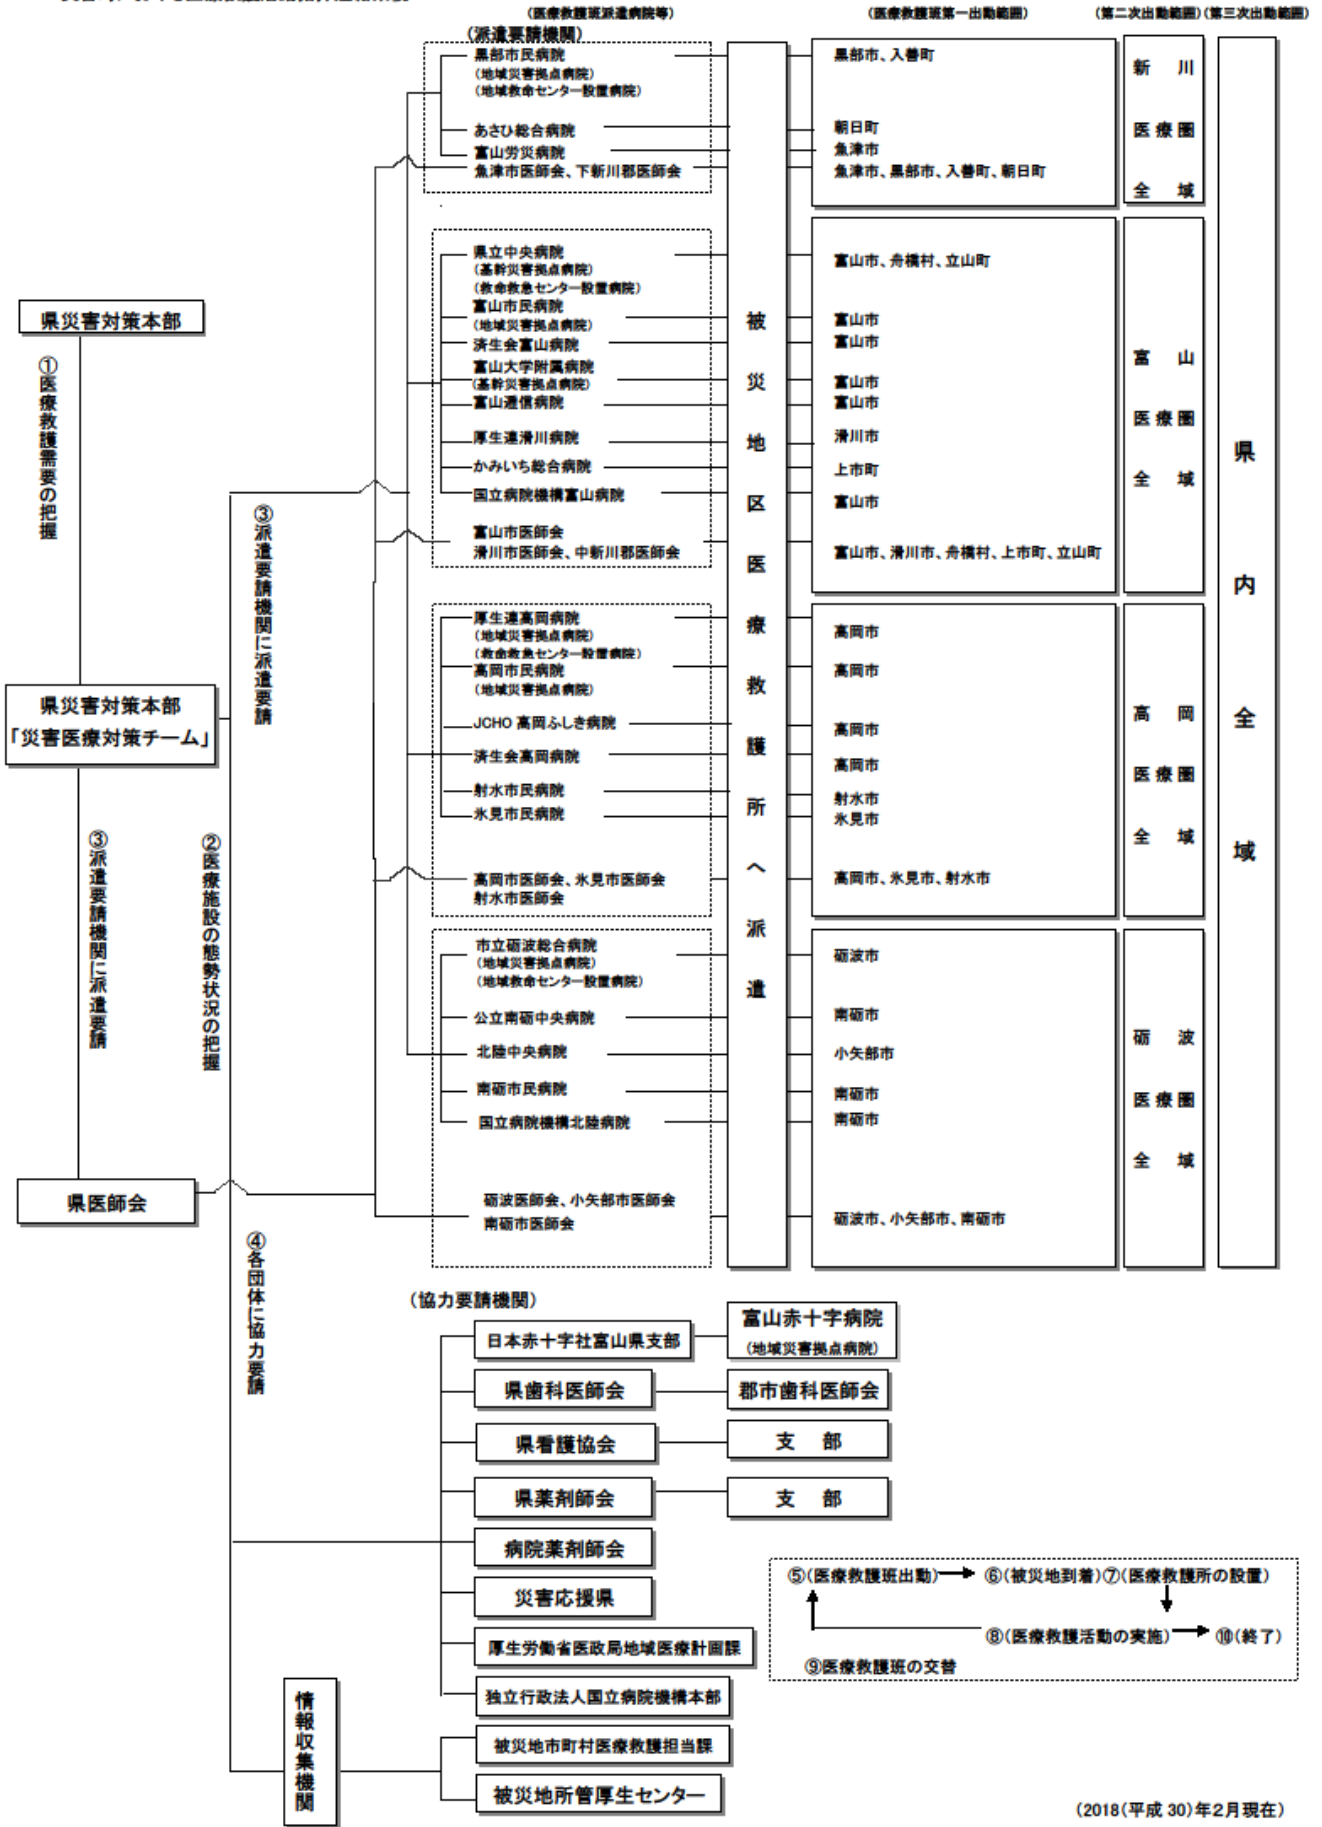 (医療救護班派遣病院等)
(医療救護班第一出動範囲)
(第二次出動範囲)
(第三次出動範囲)
(派遣要請機関)
黒部市民病院
(地域災害拠点病院)
(地域救命センター設置病院)
あさひ総合病院
富山労災病院
魚津市医師会、下新川郡医師会
黒部市、入善町
朝日町
魚津市
魚津市、黒部市、入善町、朝日町
新川
医療圏
全域
県立中央病院
(基幹災害拠点病院)
(救命救急センター設置病院)
富山市民病院
(地域災害拠点病院)
済生会富山病院
富山大学附属病院
(基幹災害拠点病院)
富山逓信病院
厚生連滑川病院
かみいち総合病院
国立病院機構富山病院
富山市医師会
滑川市医師会、中新川郡医師会
富山市、舟橋村、立山町
富山市
富山市
富山市
富山市
滑川市
上市町
富山市
富山市、滑川市、舟橋村、上市町、立山町
富山
医療圏
全域
厚生連高岡病院
(地域災害拠点病院)
(救命救急センター設置病院)
高岡市民病院
(地域災害拠点病院)
JCHO 高岡ふしき病院
済生会高岡病院
射水市民病院
氷見市民病院
高岡市医師会、氷見市医師会
射水市医師会
高岡市
高岡市
高岡市
高岡市
射水市
氷見市
高岡市、氷見市、射水市
高岡
医療圏
全域
市立砺波総合病院
(地域災害拠点病院)
(地域救命センター設置病院)
公立南砺中央病院
北陸中央病院
南砺市民病院
国立病院機構北陸病院
砺波医師会、小矢部市医師会
南砺市医師会
砺波市
南砺市
小矢部市
南砺市
南砺市
砺波市、小矢部市、南砺市
砺波
医療圏
全域
被災地区医療救護所へ派遣
県内全域
県災害対策本部
①医療救護需要の把握
県災害対策本部
「災害医療対策チーム」
③派遣要請機関に派遣要請
③派遣要請機関に派遣要請
②医療施設の態勢状況の把握
県医師会
④各団体に協力要請
(協力要請機関)
日本赤十字社富山県支部
富山赤十字病院
(地域災害拠点病院)
県歯科医師会
郡市歯科医師会
県看護協会
支部
県薬剤師会
支部
病院薬剤師会
災害応援県
厚生労働省医政局地域医療計画課
独立行政法人国立病院機構本部
情報収集機関
被災地市町村医療救護担当課
被災地所管厚生センター
⑤(医療救護班出動)
⑥(被災地到着)⑦(医療救護所の設置)
⑧(医療救護活動の実施)
⑩(終了)
⑨医療救護班の交替
(2018(平成 30)年2月現在)